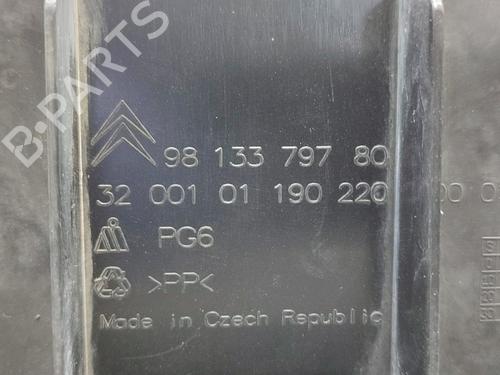 B-PARTS
98 133 797 80
32 001 01 190 220
PG6
>PP<
Made in Czech Republic